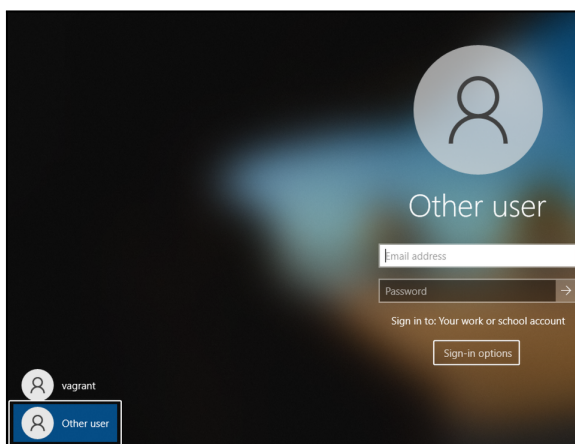 Other user
Email address
Password
Sign in to: Your work or school account
Sign-in options
vagrant
Other user